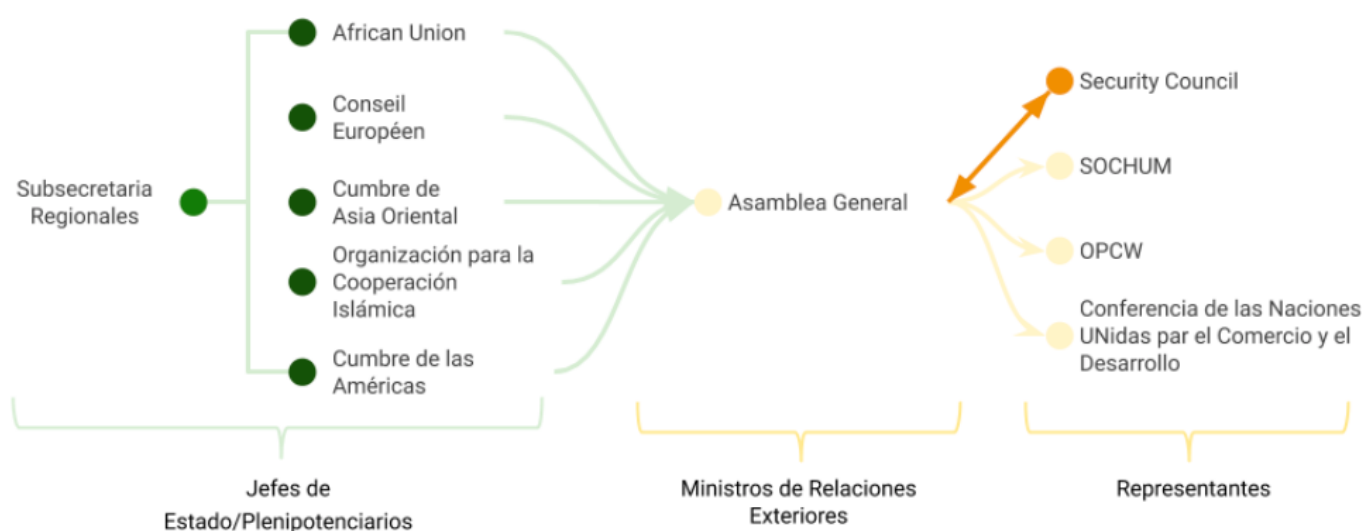 Subsecretaria
Regionales
African Union
Conseil
Européen
Cumbre de
Asia Oriental
Organización para la
Cooperación
Islámica
Cumbre de las
Américas
Asamblea General
Security Council
SOCHUM
OPCW
Conferencia de las Naciones
UNidas par el Comercio y el
Desarrollo
Jefes de
Estado/Plenipotenciarios
Ministros de Relaciones
Exteriores
Representantes